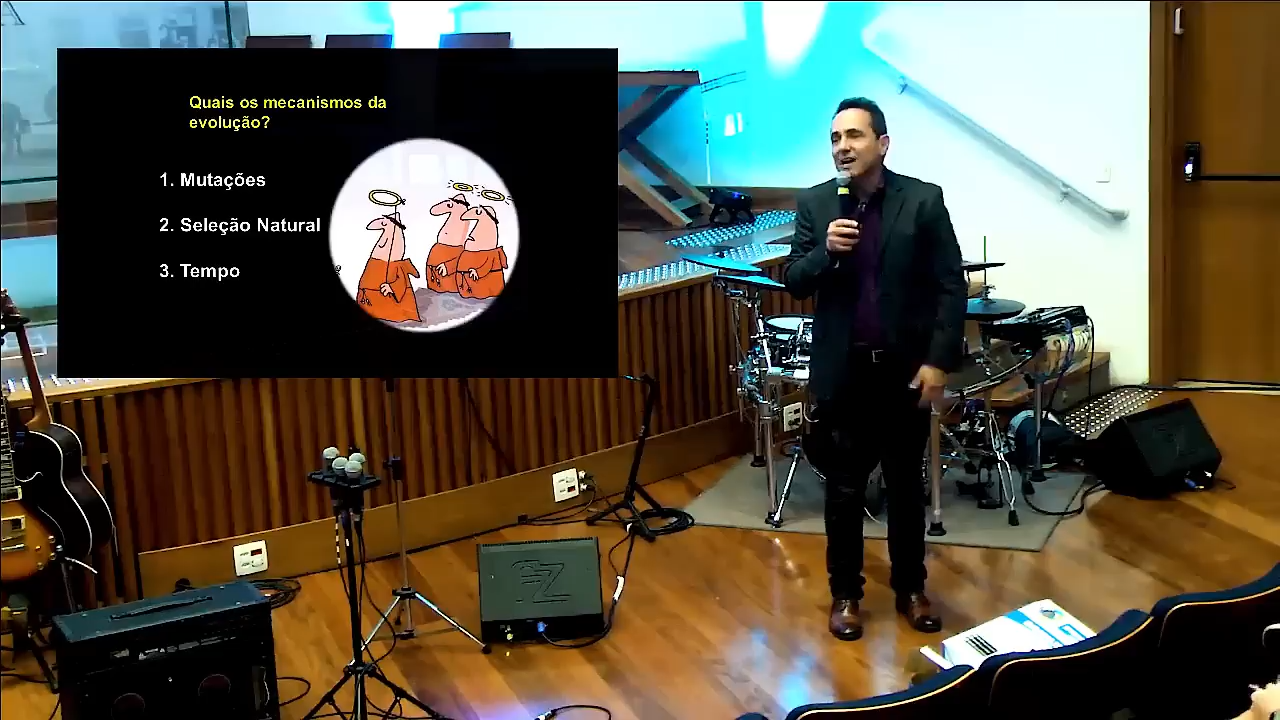 Quais os mecanismos da
evolução?
1. Mutações
2. Seleção Natural
3. Tempo